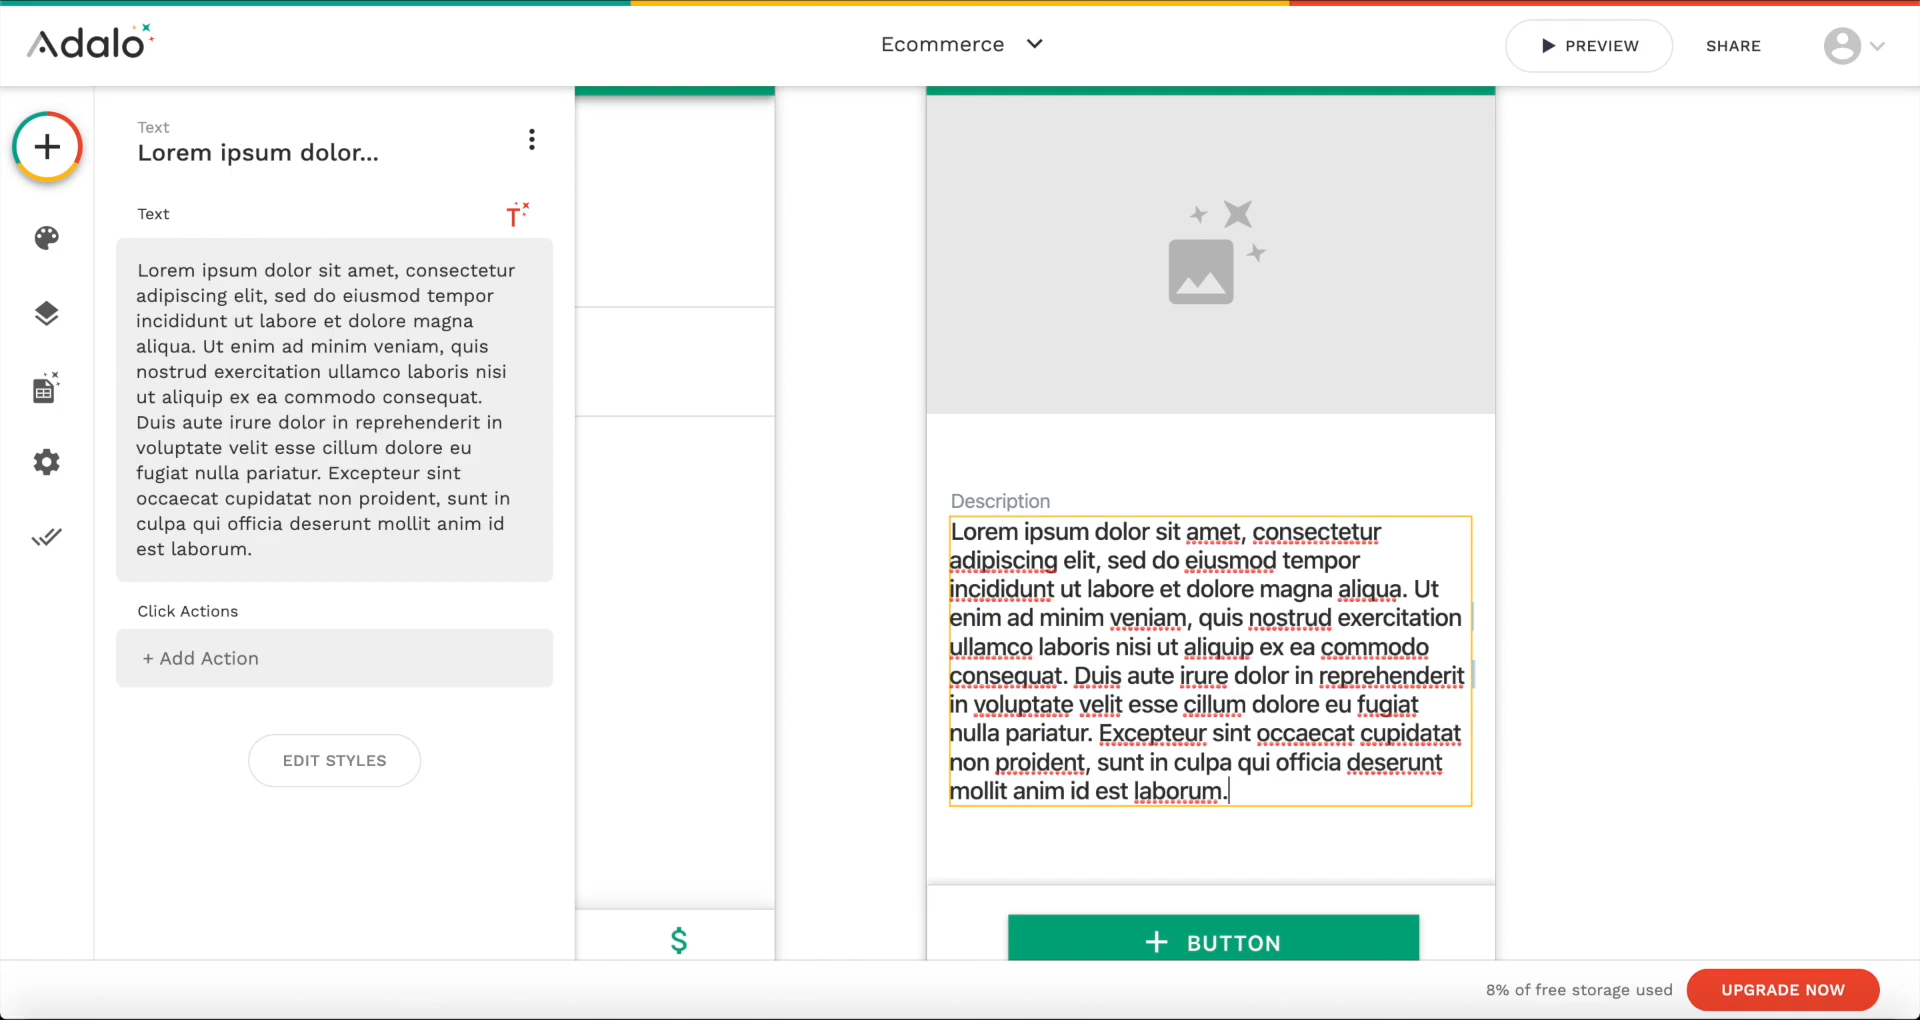 Adalo
Ecommerce
PREVIEW
SHARE
Text
Lorem ipsum dolor...
Text
T
Lorem ipsum dolor sit amet, consectetur
adipiscing elit, sed do eiusmod tempor
incididunt ut labore et dolore magna
aliqua. Ut enim ad minim veniam, quis
nostrud exercitation ullamco laboris nisi
ut aliquip ex ea commodo consequat.
Duis aute irure dolor in reprehenderit in
voluptate velit esse cillum dolore eu
fugiat nulla pariatur. Excepteur sint
occaecat cupidatat non proident, sunt in
culpa qui officia deserunt mollit anim id
est laborum.
Click Actions
+ Add Action
EDIT STYLES
$
Description
Lorem ipsum dolor sit amet, consectetur
adipiscing elit, sed do eiusmod tempor
incididunt ut labore et dolore magna aliqua. Ut
enim ad minim veniam, quis nostrud exercitation
ullamco laboris nisi ut aliquip ex ea commodo
consequat. Duis aute irure dolor in reprehenderit
in voluptate velit esse cillum dolore eu fugiat
nulla pariatur. Excepteur sint occaecat cupidatat
non proident, sunt in culpa qui officia deserunt
mollit anim id est laborum.
+ BUTTON
8% of free storage used
UPGRADE NOW